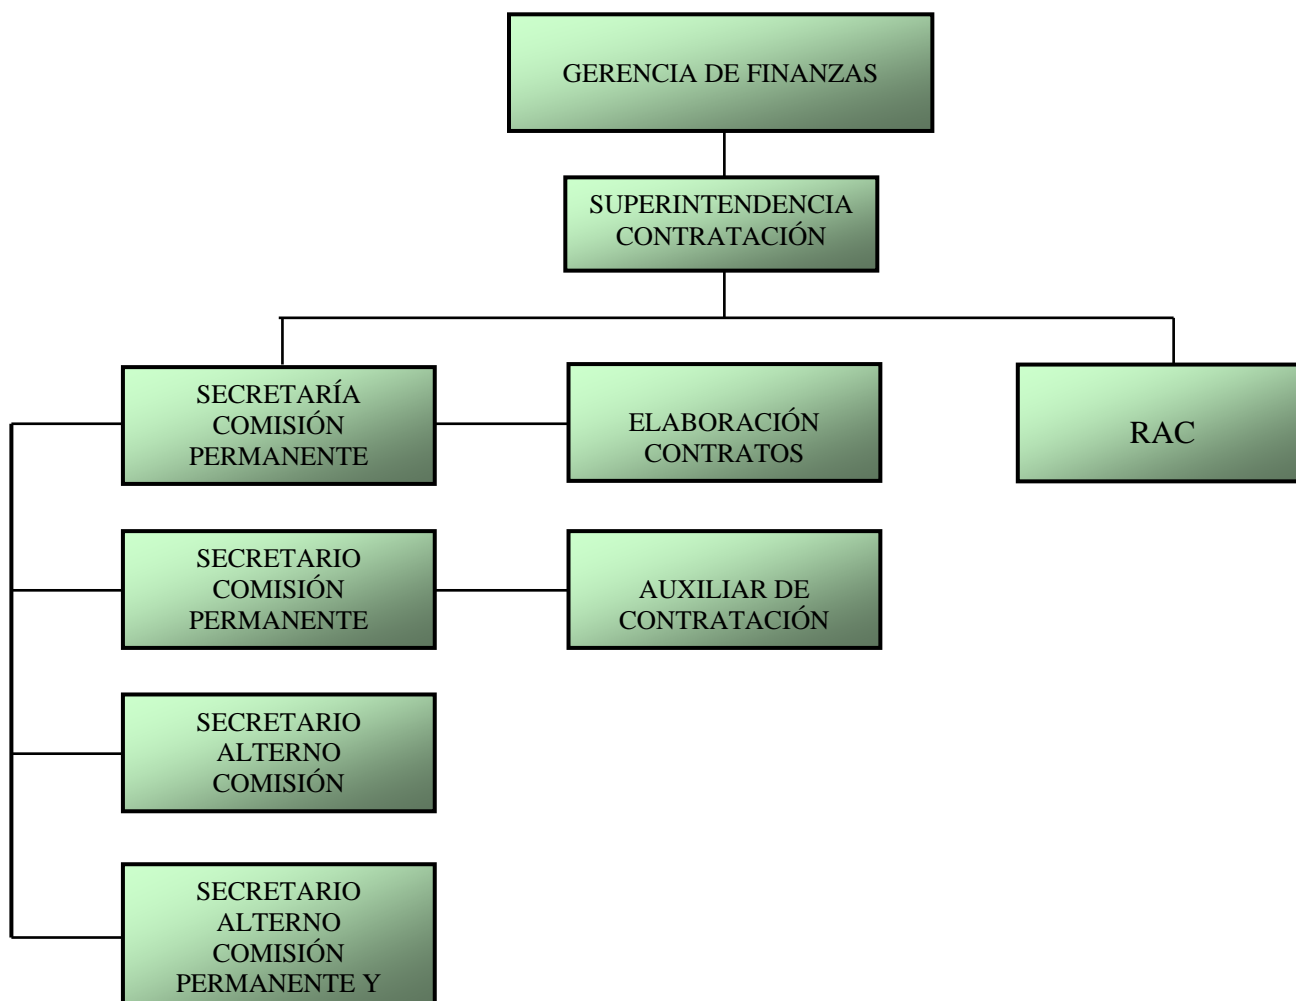 GERENCIA DE FINANZAS
SUPERINTENDENCIA
CONTRATACIÓN
SECRETARÍA
COMISIÓN
PERMANENTE
ELABORACIÓN
CONTRATOS
RAC
SECRETARIO
COMISIÓN
PERMANENTE
AUXILIAR DE
CONTRATACIÓN
SECRETARIO
ALTERNO
COMISIÓN
SECRETARIO
ALTERNO
COMISIÓN
PERMANENTE Y